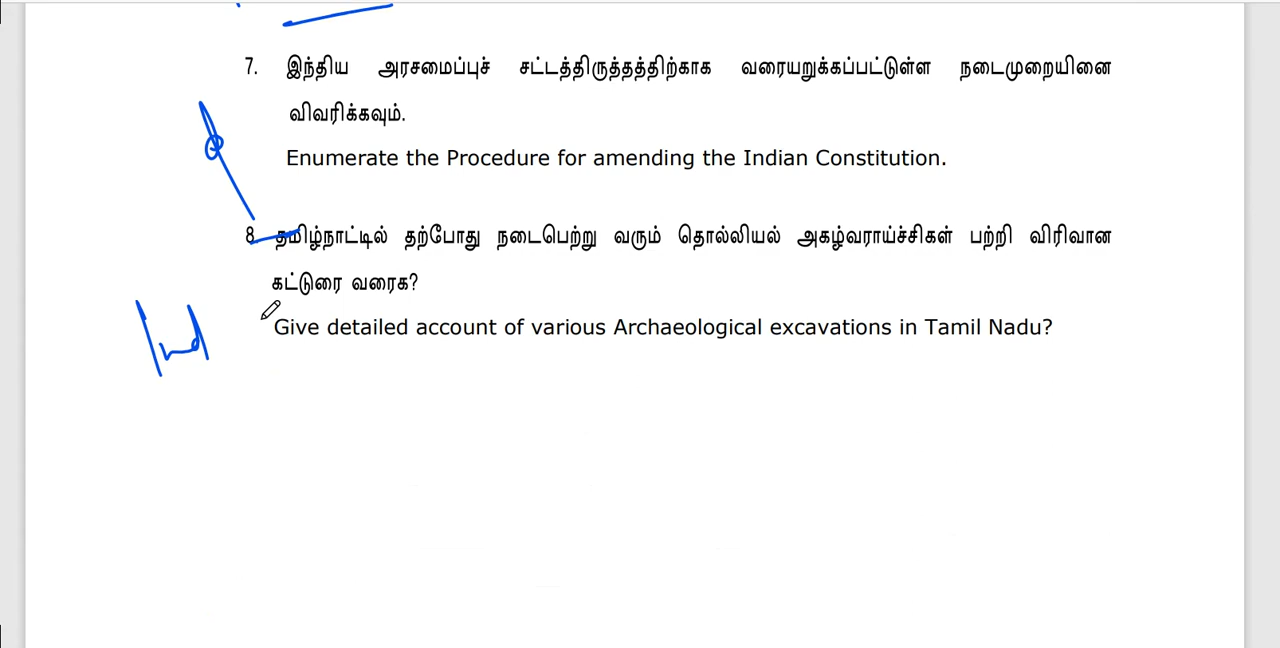 7. இந்திய அரசமைப்புச் சட்டத்திருத்தத்திற்காக வரையறுக்கப்பட்டுள்ள நடைமுறையினை
விவரிக்கவும்.
Enumerate the Procedure for amending the Indian Constitution.
8. தமிழ்நாட்டில் தற்போது நடைபெற்று வரும் தொல்லியல் அகழ்வராய்ச்சிகள் பற்றி விரிவான
கட்டுரை வரைக?
Give detailed account of various Archaeological excavations in Tamil Nadu?